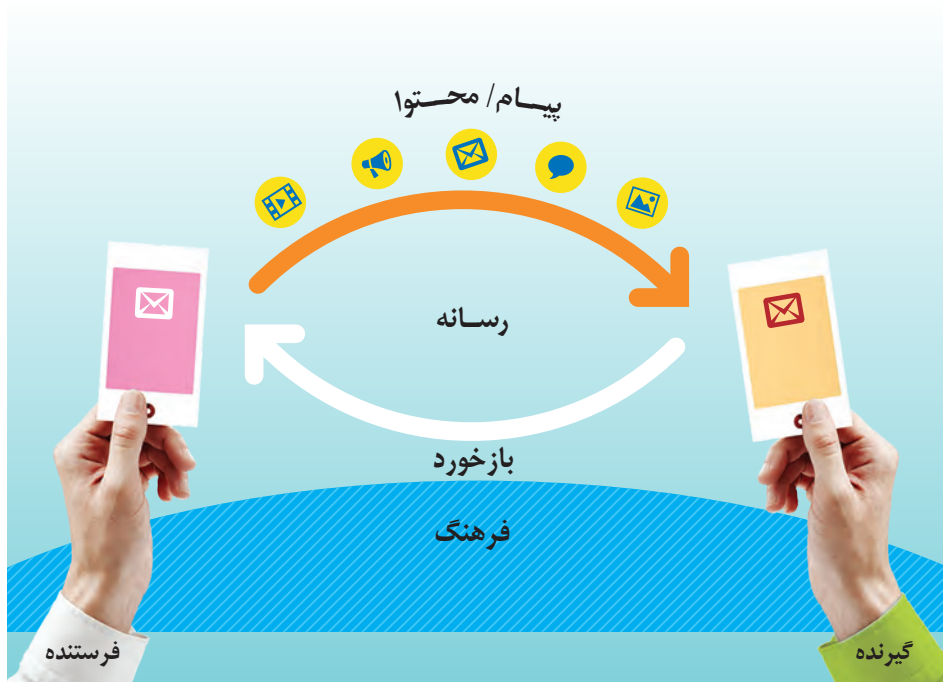 پیام/ محتوا
رسانه
بازخورد
فرهنگ
گیرنده
فرستنده